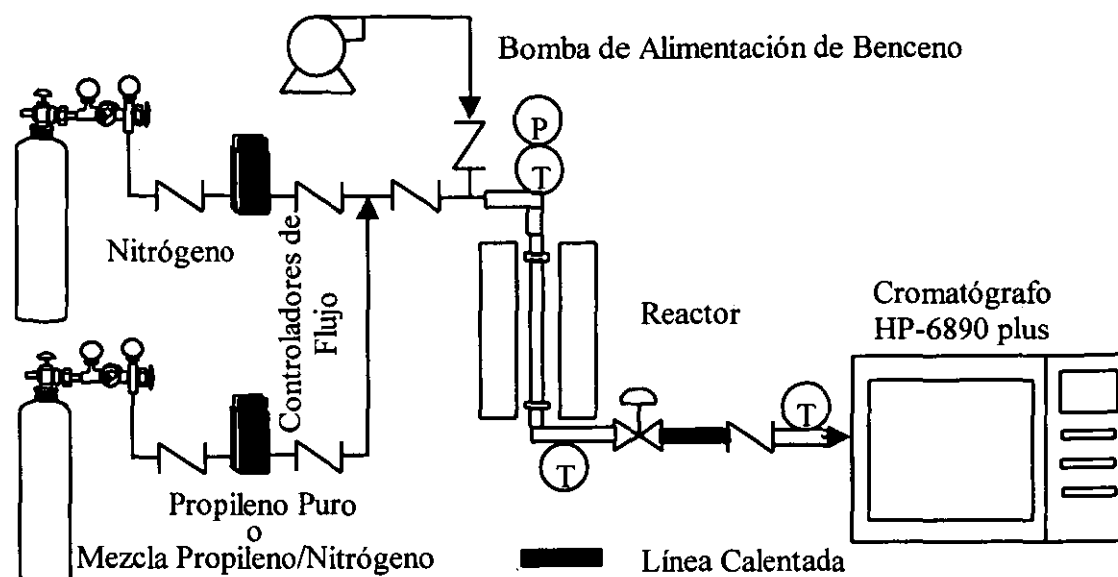 Bomba de Alimentación de Benceno
P
T
Nitrógeno
Controladores de
Flujo
Reactor
Cromatógrafo
HP-6890 plus
T
T
Propileno Puro
o
Mezcla Propileno/Nitrógeno
Línea Calentada